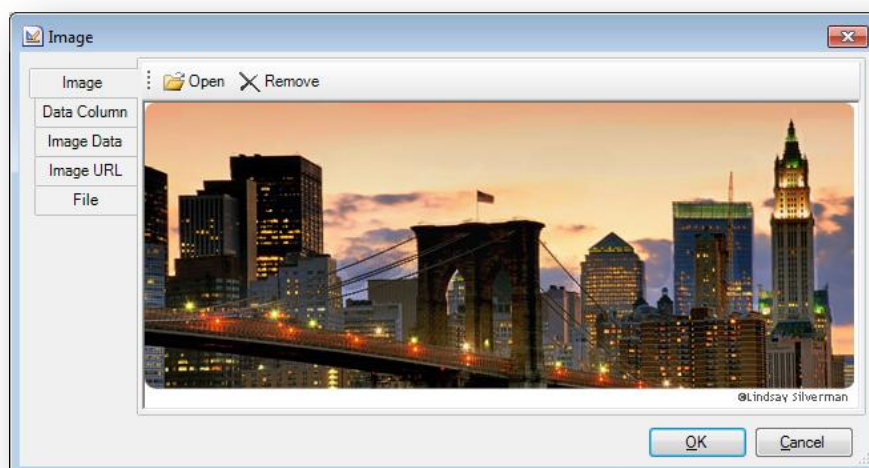 Image
Image
Open Remove
Data Column
Image Data
Image URL
File
©Lindsay Silverman
OK Cancel